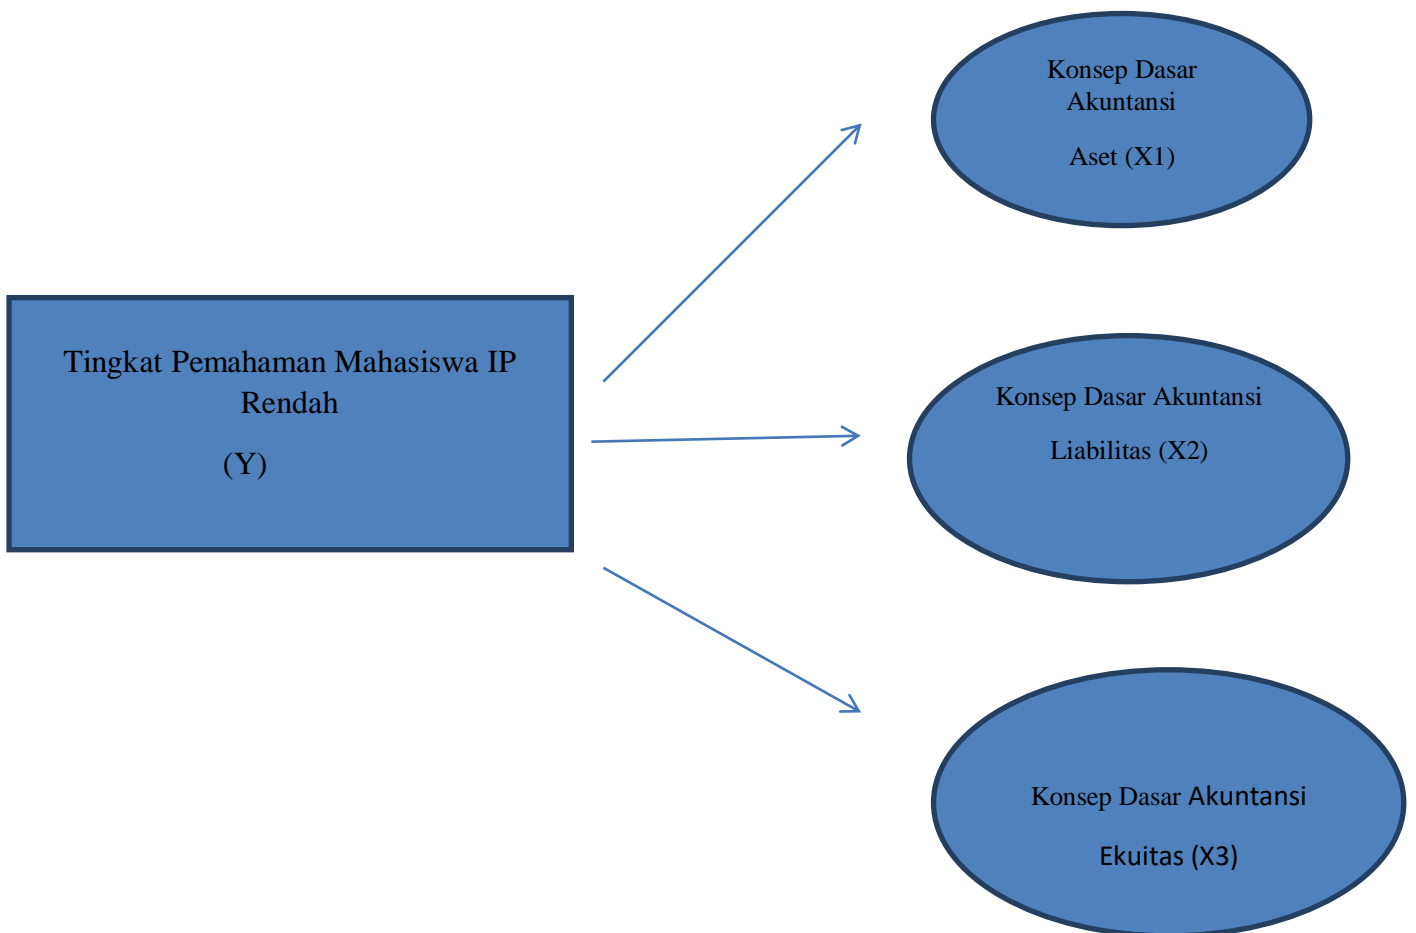 Konsep Dasar
Akuntansi
Aset (X1)
Tingkat Pemahaman Mahasiswa IP
Rendah
(Y)
Konsep Dasar Akuntansi
Liabilitas (X2)
Konsep Dasar Akuntansi
Ekuitas (X3)